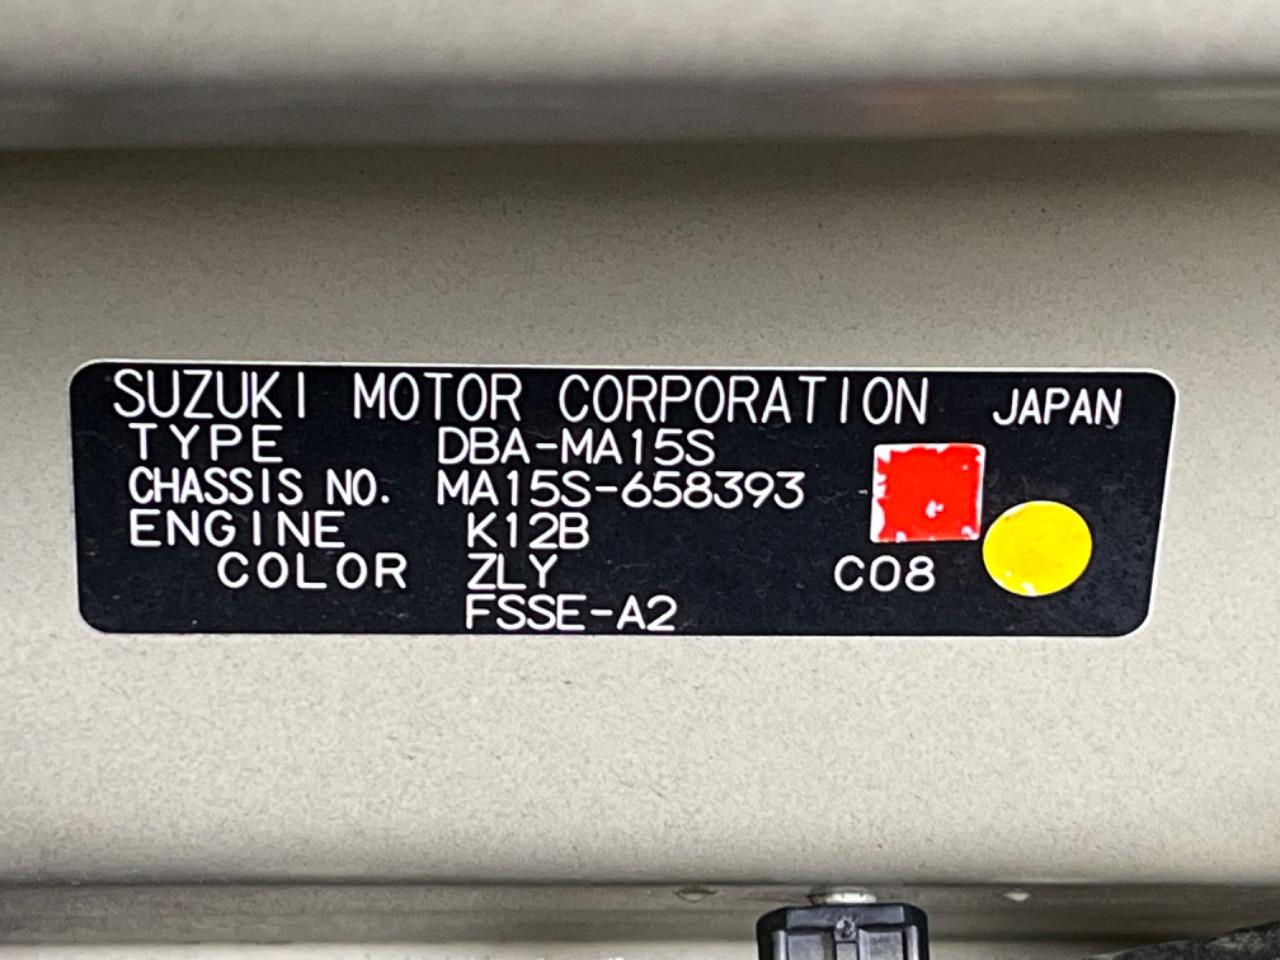 SUZUKI MOTOR CORPORATION JAPAN
TYPE DBA-MA15S
CHASSIS NO. MA15S-658393
ENGINE K12B
COLOR ZLY C08
FSSE-A2